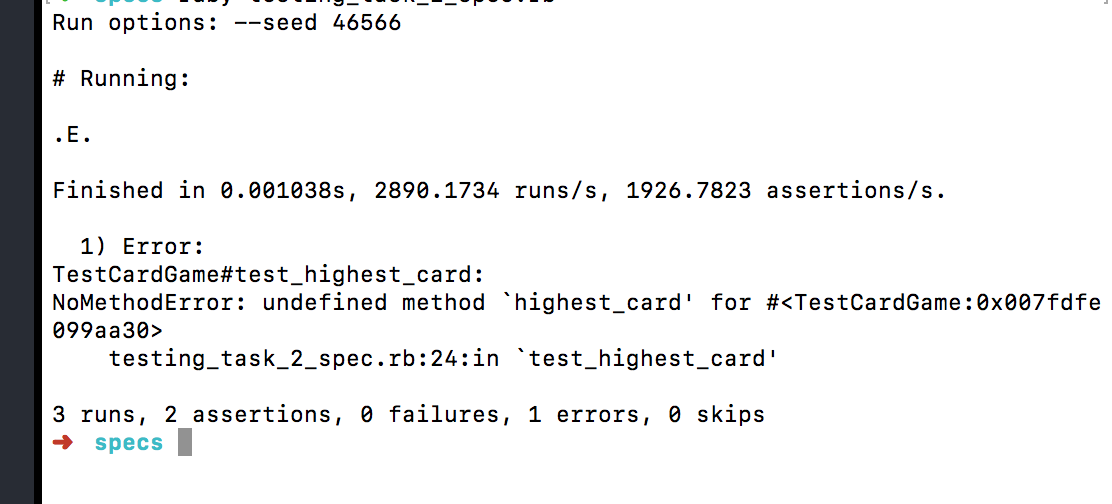 Run options: --seed 46566
# Running:
.E.
Finished in 0.001038s, 2890.1734 runs/s, 1926.7823 assertions/s.
1) Error:
TestCardGame#test_highest_card:
NoMethodError: undefined method `highest_card' for #<TestCardGame:0x007fdfe
099aa30>
testing_task_2_spec.rb:24:in `test_highest_card'
3 runs, 2 assertions, 0 failures, 1 errors, 0 skips
➜ specs